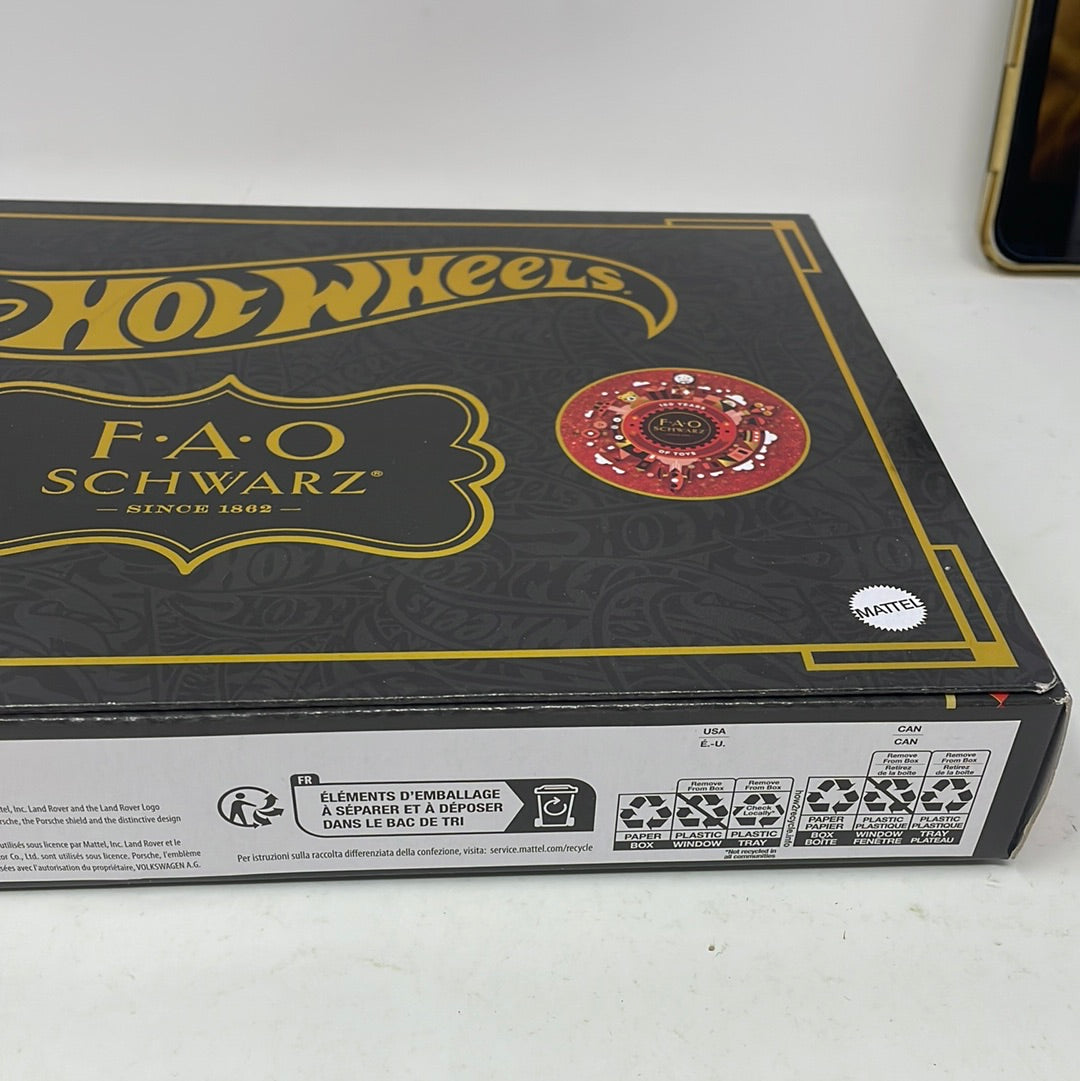 HOT WHEELS
160 YEARS
F·A·O
SCHWARZ
OF TOYS
F·A·O
SCHWARZ®
— SINCE 1862 —
MATTEL
tel, Inc. Land Rover and the Land Rover Logo
rsche, the Porsche shield and the distinctive design
utilisés sous licence par Mattel, Inc. Land Rover et le
or Co., Ltd. sont utilisés sous licence. Porsche, l'emblème
sées avec l'autorisation du propriétaire, VOLKSWAGEN A.G.
FR
ÉLÉMENTS D'EMBALLAGE
À SÉPARER ET À DÉPOSER
DANS LE BAC DE TRI
Per istruzioni sulla raccolta differenziata della confezione, visita: service.mattel.com/recycle
USA
É.-U.
PAPER
BOX
Remove
From Box
PLASTIC
WINDOW
Remove
From Box
Check
Locally*
PLASTIC
TRAY
*Not recycled in
all communities
how2recycle.info
CAN
CAN
PAPER
PAPIER
BOX
BOÎTE
Remove
From Box
Retirez
de la boîte
PLASTIC
PLASTIQUE
WINDOW
FENÊTRE
Remove
From Box
Retirez
de la boîte
PLASTIC
PLASTIQUE
TRAY
PLATEAU